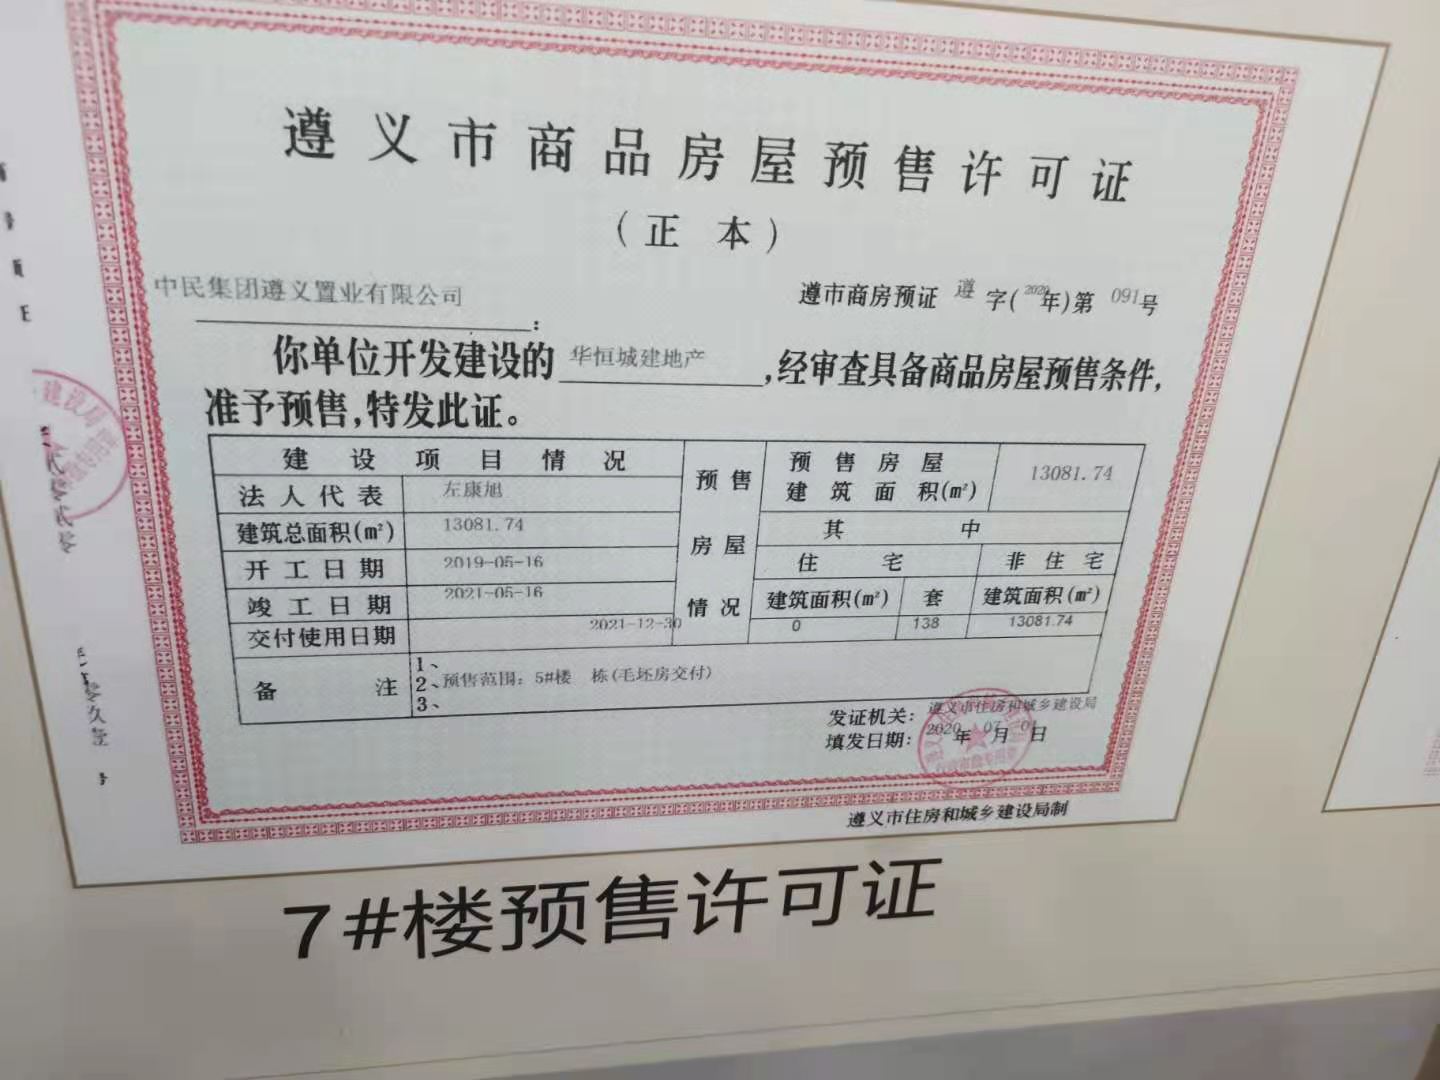 遵义市商品房屋预售许可证
（正本）
中民集团遵义置业有限公司：
遵市商房预证 遵 字(2020年)第 091号
你单位开发建设的 华恒城建地产 ，经审查具备商品房屋预售条件，
准予预售，特发此证。
建设项目情况
法人代表 左康旭
建筑总面积(㎡) 13081.74
开工日期 2019-05-16
竣工日期 2021-05-16
交付使用日期 2021-12-30
预售房屋情况
预售房屋建筑面积(㎡) 13081.74
其中
住宅 非住宅
建筑面积(㎡) 套 建筑面积(㎡)
0 138 13081.74
备注
1、
2、预售范围：5#楼 栋(毛坯房交付)
3、
发证机关：遵义市住房和城乡建设局
填发日期：2020年 07月 01日
遵义市住房和城乡建设局制
7#楼预售许可证
建设局